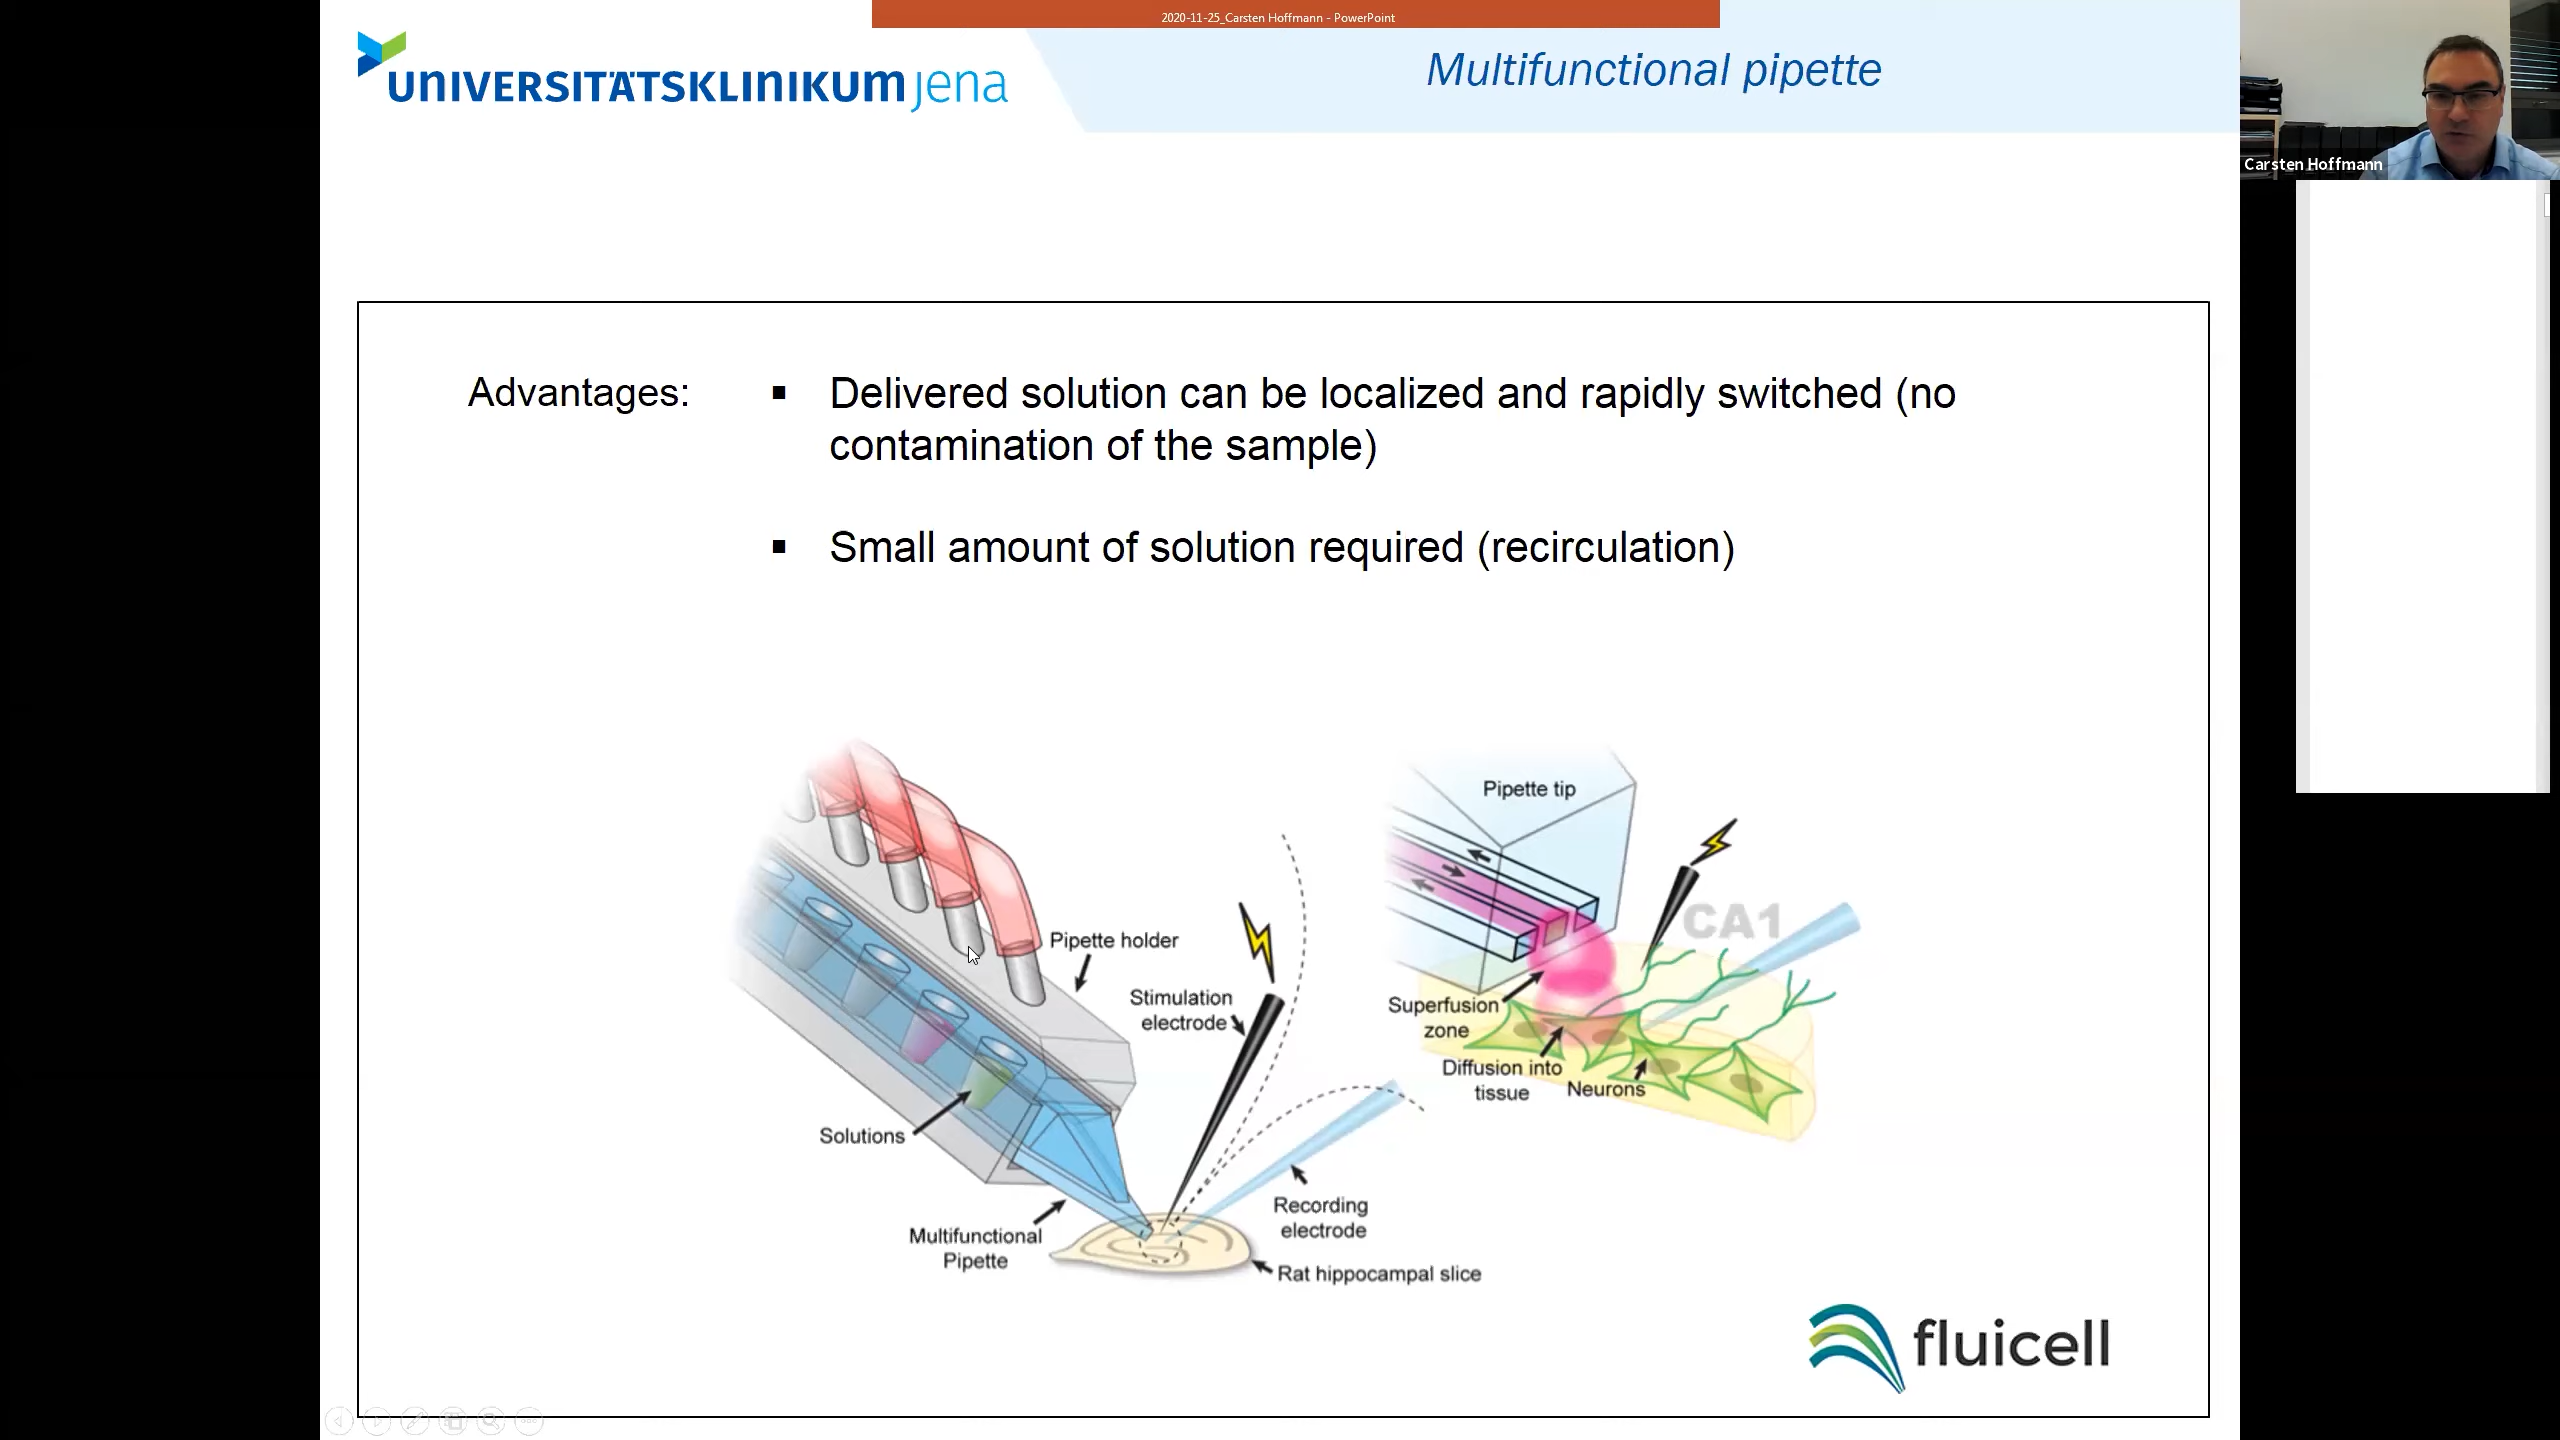 2020-11-25_Carsten Hoffmann - PowerPoint
UNIVERSITÄTSKLINIKUM jena
Multifunctional pipette
Carsten Hoffmann
Advantages:
▪ Delivered solution can be localized and rapidly switched (no
contamination of the sample)
▪ Small amount of solution required (recirculation)
Pipette holder
Stimulation
electrode
Solutions
Multifunctional
Pipette
Recording
electrode
Rat hippocampal slice
Pipette tip
CA1
Superfusion
zone
Diffusion into
tissue
Neurons
fluicell